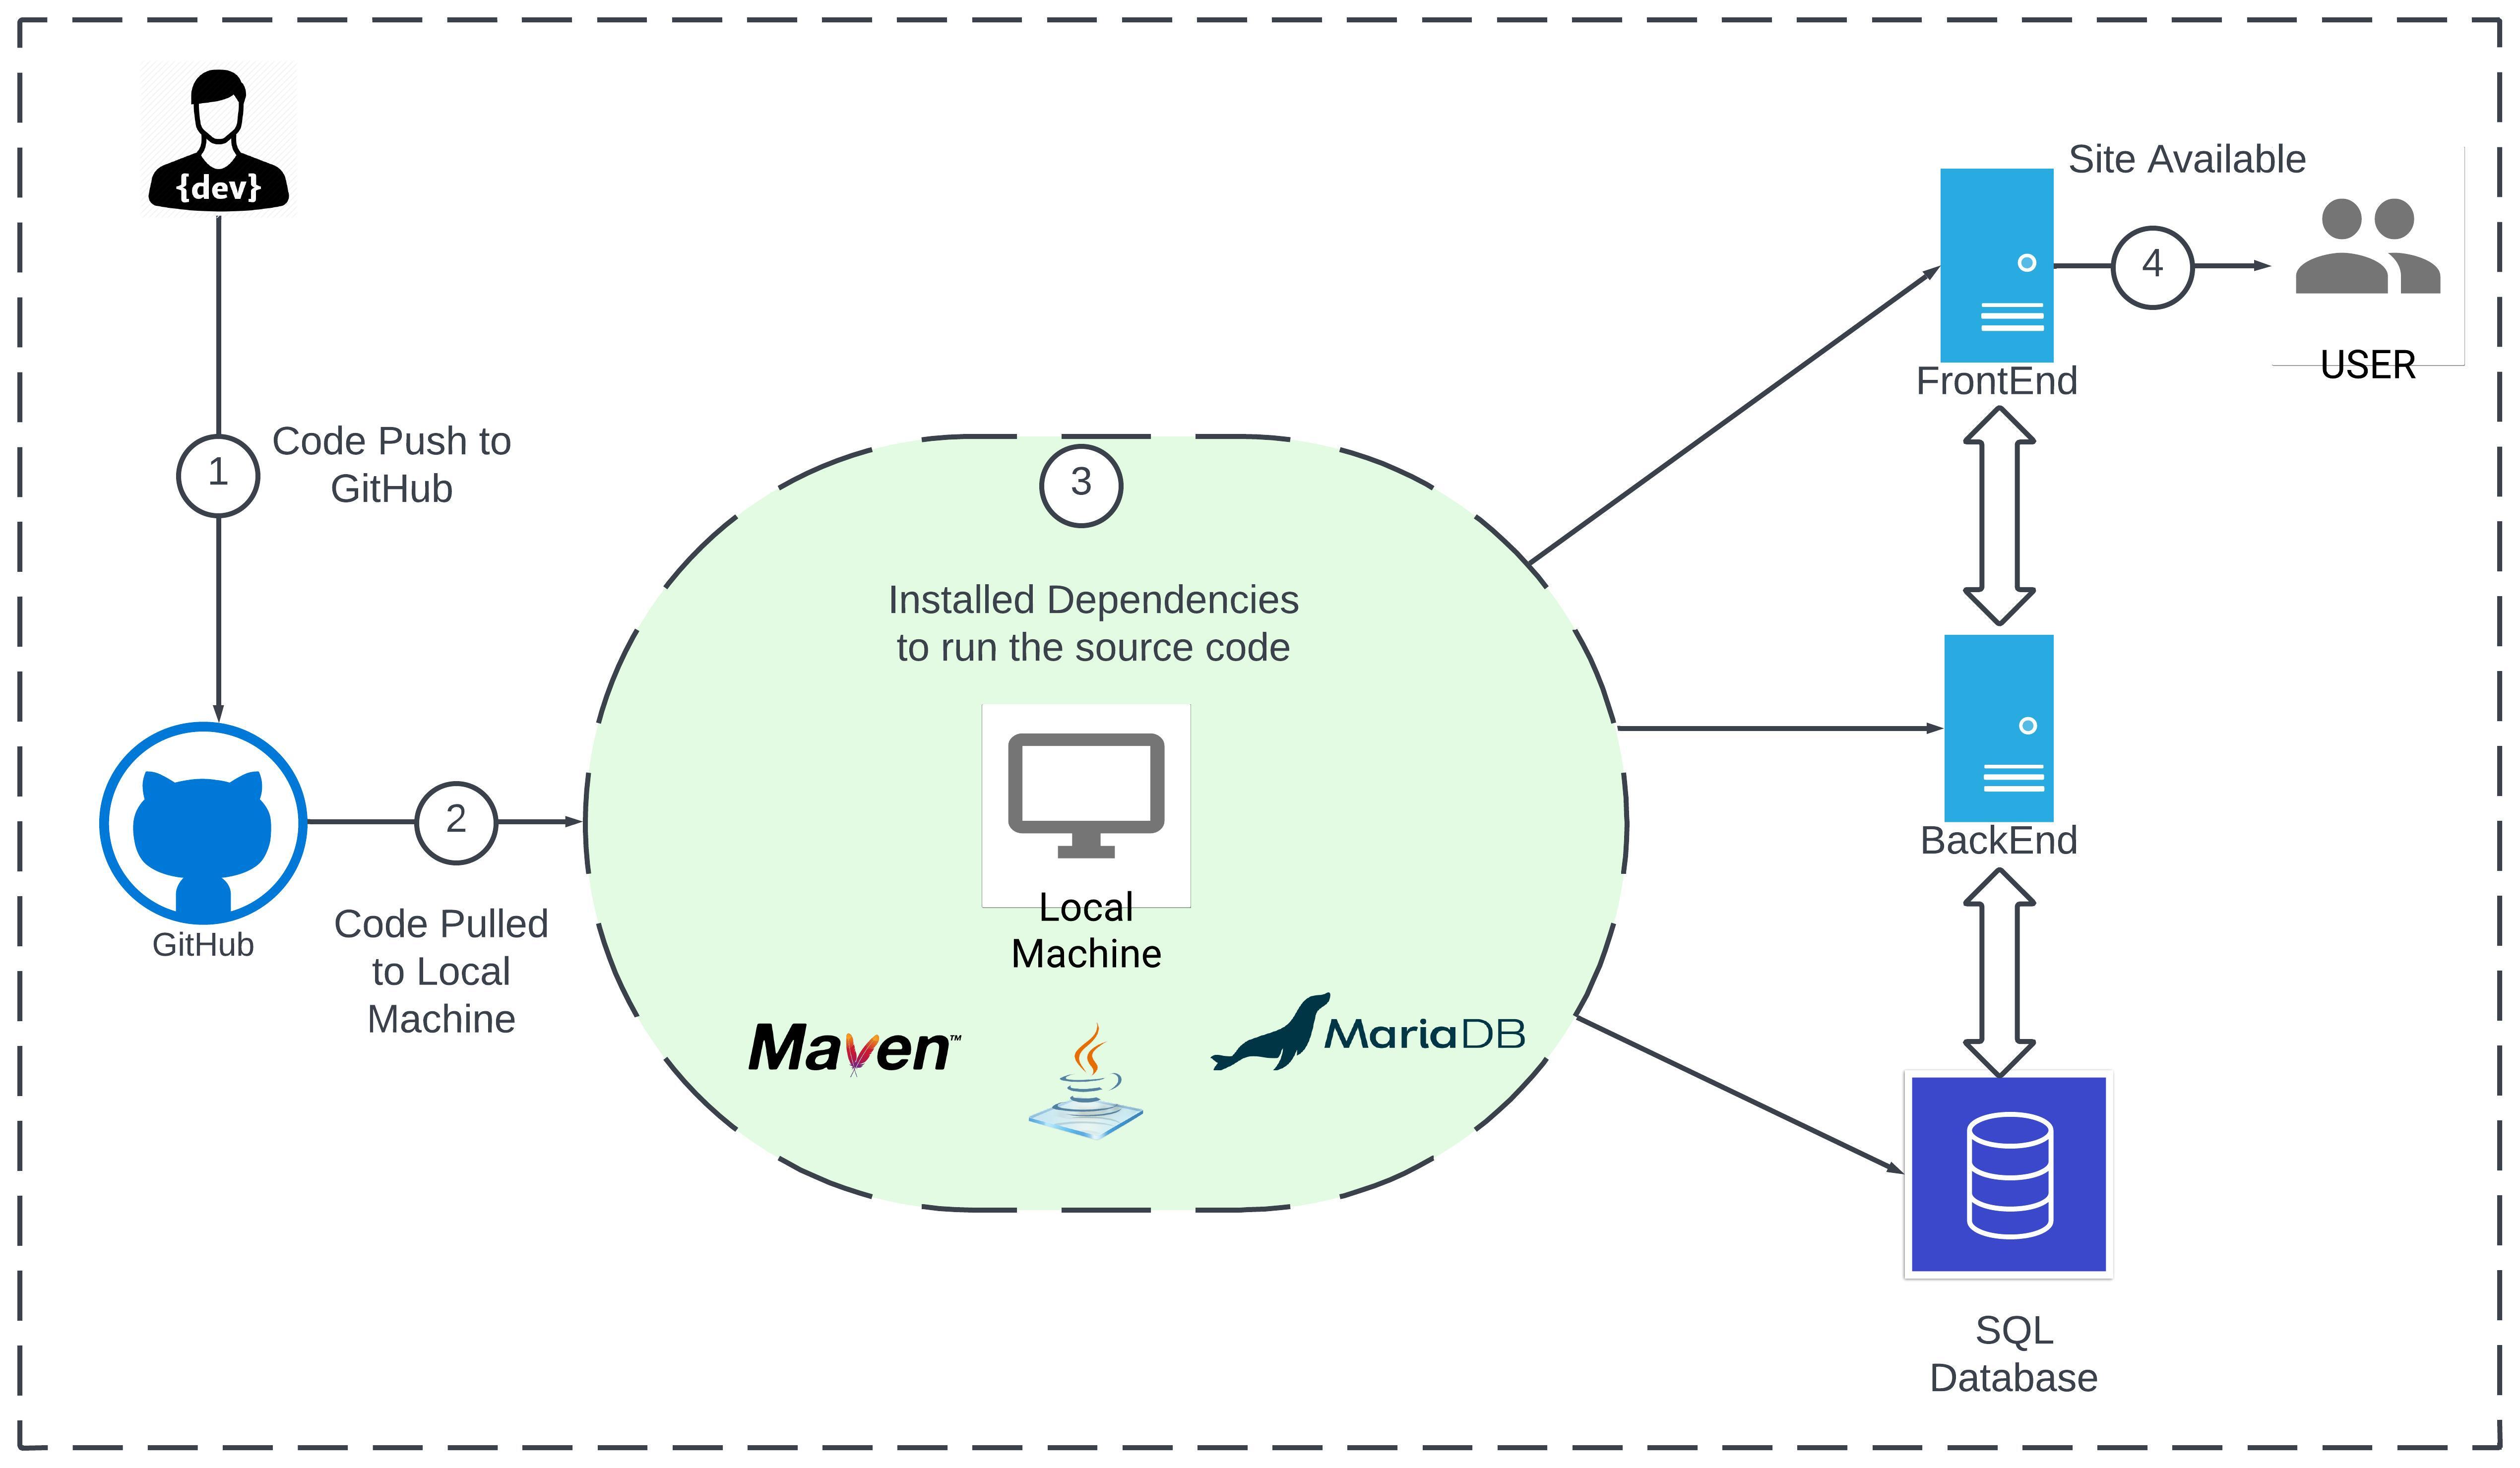 {dev}
Site Available
4
USER
FrontEnd
1
Code Push to
GitHub
3
Installed Dependencies
to run the source code
2
GitHub
Code Pulled
to Local
Machine
Local
Machine
Maven™
MariaDB
BackEnd
SQL
Database